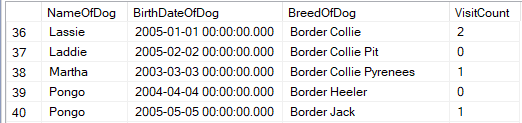 NameOfDog BirthDateOfDog BreedOfDog VisitCount
36 Lassie 2005-01-01 00:00:00.000 Border Collie 2
37 Laddie 2005-02-02 00:00:00.000 Border Collie Pit 0
38 Martha 2003-03-03 00:00:00.000 Border Collie Pyrenees 1
39 Pongo 2004-04-04 00:00:00.000 Border Heeler 0
40 Pongo 2005-05-05 00:00:00.000 Border Jack 1